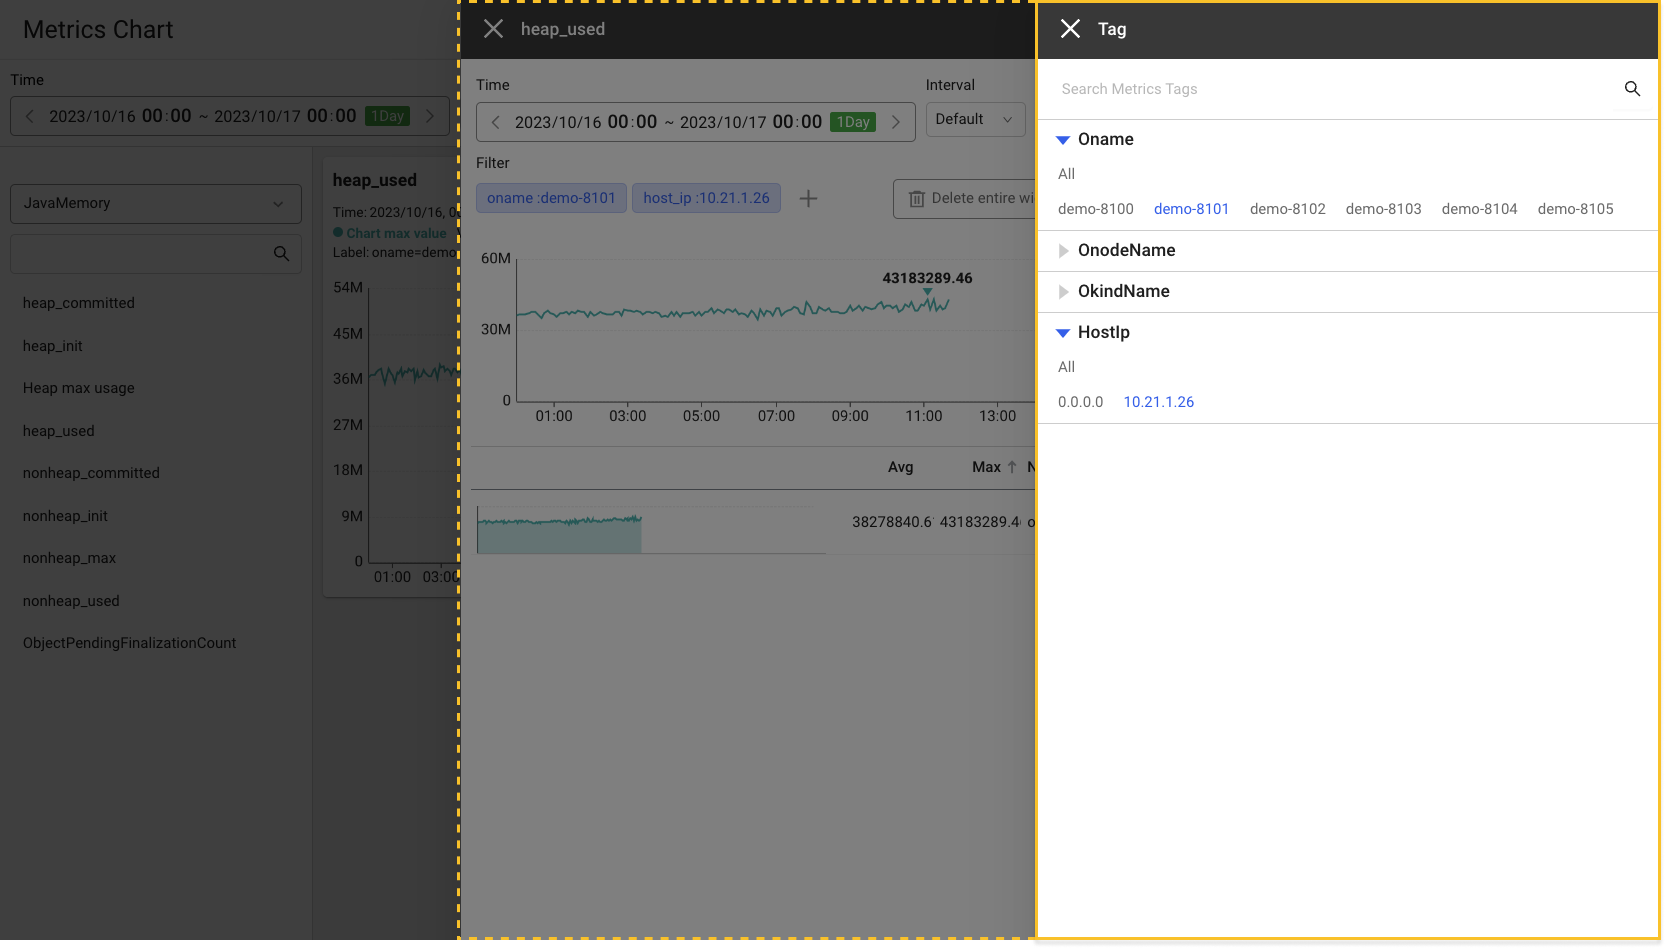 Metrics Chart
Time
2023/10/16 00:00 ~ 2023/10/17 00:00 1Day
JavaMemory
heap_committed
heap_init
Heap max usage
heap_used
nonheap_committed
nonheap_init
nonheap_max
nonheap_used
ObjectPendingFinalizationCount
heap_used
Time: 2023/10/16, 0
Chart max value
Label: oname=demo
54M
45M
36M
27M
18M
9M
0
01:00 03:00
heap_used
Time
2023/10/16 00:00 ~ 2023/10/17 00:00 1Day
Interval
Default
Filter
oname :demo-8101 host_ip :10.21.1.26
Delete entire wi
43183289.46
60M
30M
0
01:00 03:00 05:00 07:00 09:00 11:00 13:00
Avg Max
38278840.6 43183289.4
Tag
Search Metrics Tags
Oname
All
demo-8100 demo-8101 demo-8102 demo-8103 demo-8104 demo-8105
OnodeName
OkindName
HostIp
All
0.0.0.0 10.21.1.26